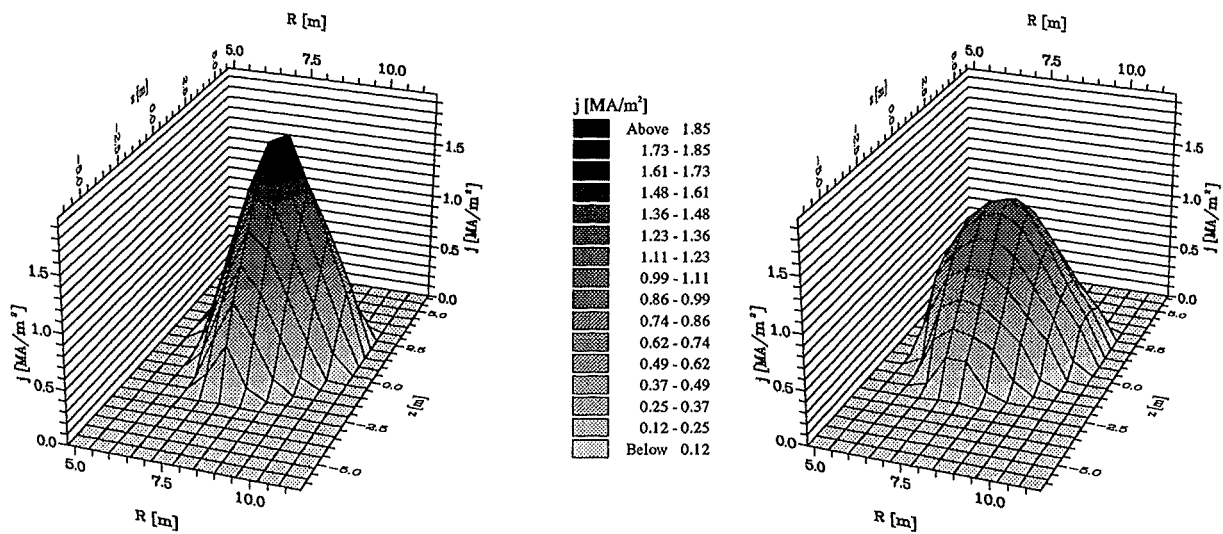 R [m]
5.0 7.5 10.0
z [m]
j [MA/m²]
1.5
1.0
0.5
0.0
j [MA/m²]
1.5
1.0
0.5
0.0
5.0
2.5
0.0
-2.5
-5.0
z [m]
5.0 7.5 10.0
R [m]
j [MA/m²]
Above 1.85
1.73 - 1.85
1.61 - 1.73
1.48 - 1.61
1.36 - 1.48
1.23 - 1.36
1.11 - 1.23
0.99 - 1.11
0.86 - 0.99
0.74 - 0.86
0.62 - 0.74
0.49 - 0.62
0.37 - 0.49
0.25 - 0.37
0.12 - 0.25
Below 0.12
R [m]
5.0 7.5 10.0
z [m]
j [MA/m²]
1.5
1.0
0.5
0.0
j [MA/m²]
1.5
1.0
0.5
0.0
5.0
2.5
0.0
-2.5
-5.0
z [m]
5.0 7.5 10.0
R [m]